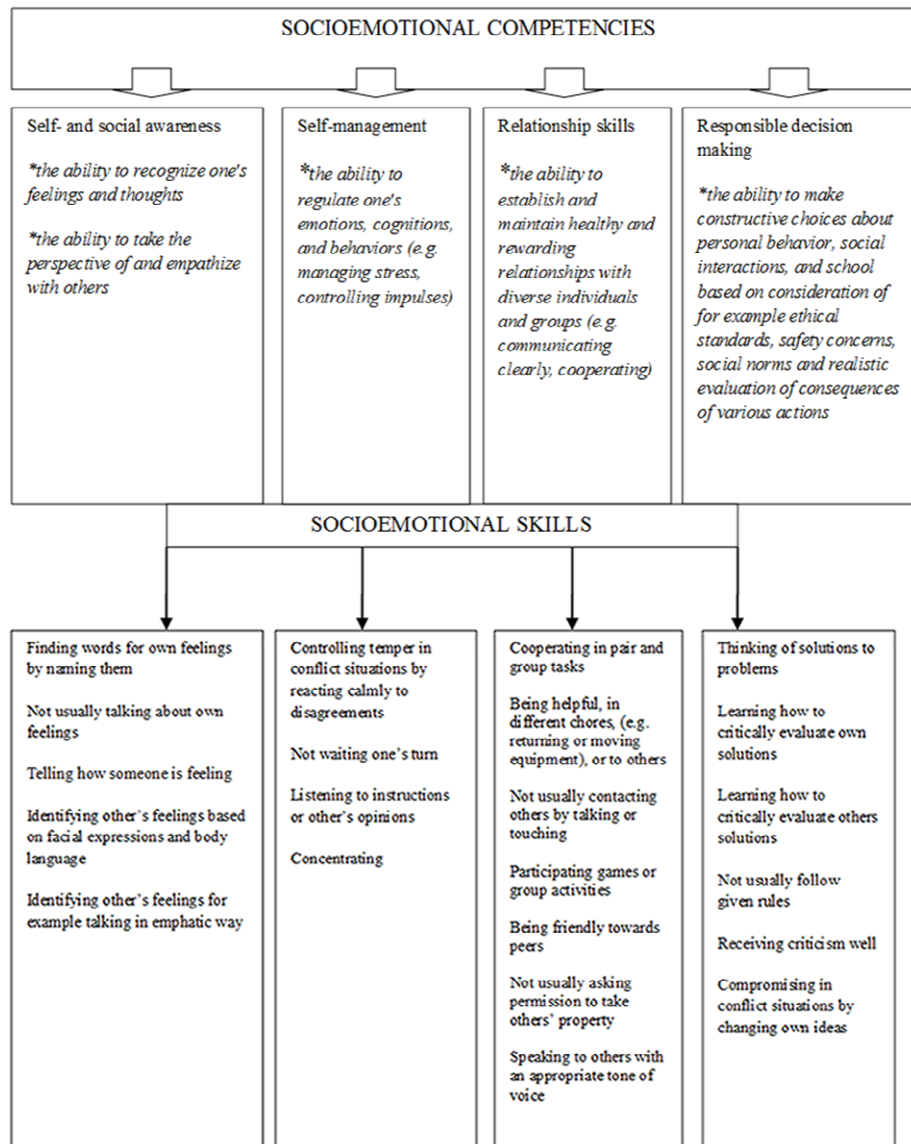 SOCIOEMOTIONAL COMPETENCIES
Self- and social awareness
*the ability to recognize one's
feelings and thoughts
*the ability to take the
perspective of and empathize
with others
Self-management
*the ability to
regulate one's
emotions, cognitions,
and behaviors (e.g.
managing stress,
controlling impulses)
Relationship skills
*the ability to
establish and
maintain healthy and
rewarding
relationships with
diverse individuals
and groups (e.g.
communicating
clearly, cooperating)
Responsible decision
making
*the ability to make
constructive choices about
personal behavior, social
interactions, and school
based on consideration of
for example ethical
standards, safety concerns,
social norms and realistic
evaluation of consequences
of various actions
SOCIOEMOTIONAL SKILLS
Finding words for own feelings
by naming them
Not usually talking about own
feelings
Telling how someone is feeling
Identifying other's feelings based
on facial expressions and body
language
Identifying other's feelings for
example talking in emphatic way
Controlling temper in
conflict situations by
reacting calmly to
disagreements
Not waiting one's turn
Listening to instructions
or other's opinions
Concentrating
Cooperating in pair and
group tasks
Being helpful, in
different chores, (e.g.
returning or moving
equipment), or to others
Not usually contacting
others by talking or
touching
Participating games or
group activities
Being friendly towards
peers
Not usually asking
permission to take
others' property
Speaking to others with
an appropriate tone of
voice
Thinking of solutions to
problems
Learning how to
critically evaluate own
solutions
Learning how to
critically evaluate others
solutions
Not usually follow
given rules
Receiving criticism well
Compromising in
conflict situations by
changing own ideas